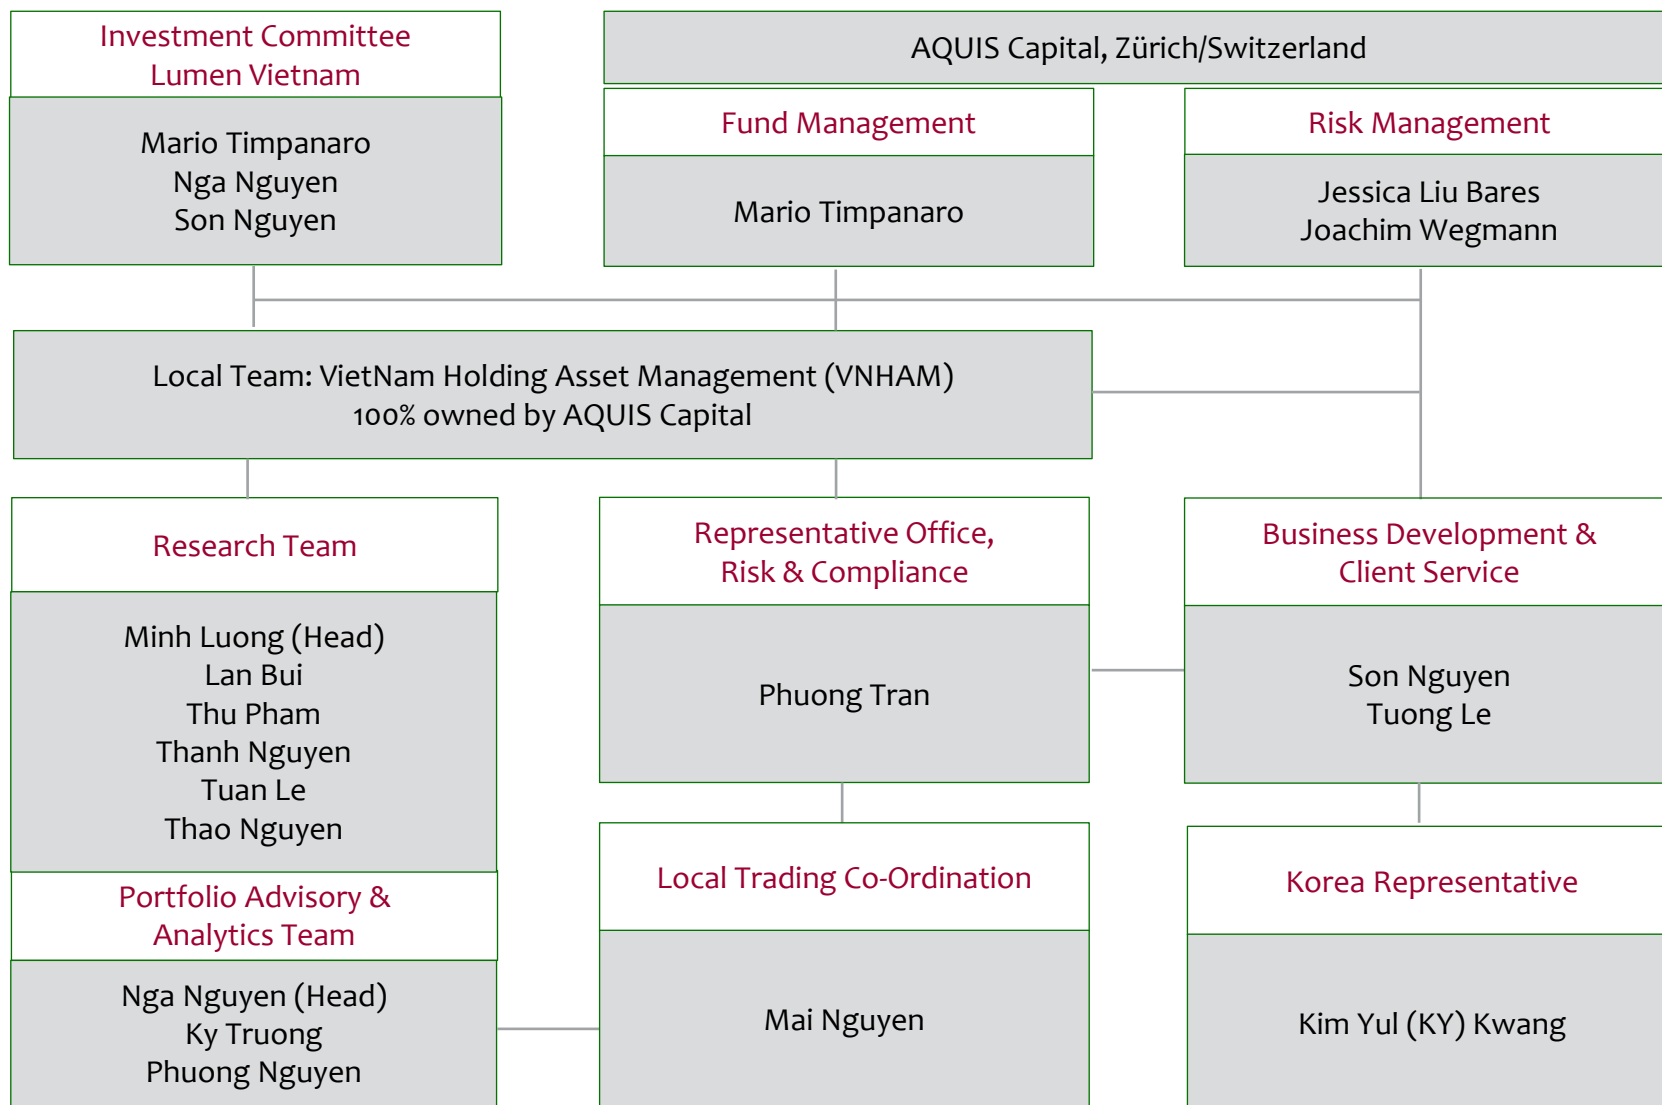 Investment Committee
Lumen Vietnam
Mario Timpanaro
Nga Nguyen
Son Nguyen
AQUIS Capital, Zürich/Switzerland
Fund Management
Mario Timpanaro
Risk Management
Jessica Liu Bares
Joachim Wegmann
Local Team: VietNam Holding Asset Management (VNHAM)
100% owned by AQUIS Capital
Research Team
Minh Luong (Head)
Lan Bui
Thu Pham
Thanh Nguyen
Tuan Le
Thao Nguyen
Portfolio Advisory &
Analytics Team
Nga Nguyen (Head)
Ky Truong
Phuong Nguyen
Representative Office,
Risk & Compliance
Phuong Tran
Local Trading Co-Ordination
Mai Nguyen
Business Development &
Client Service
Son Nguyen
Tuong Le
Korea Representative
Kim Yul (KY) Kwang